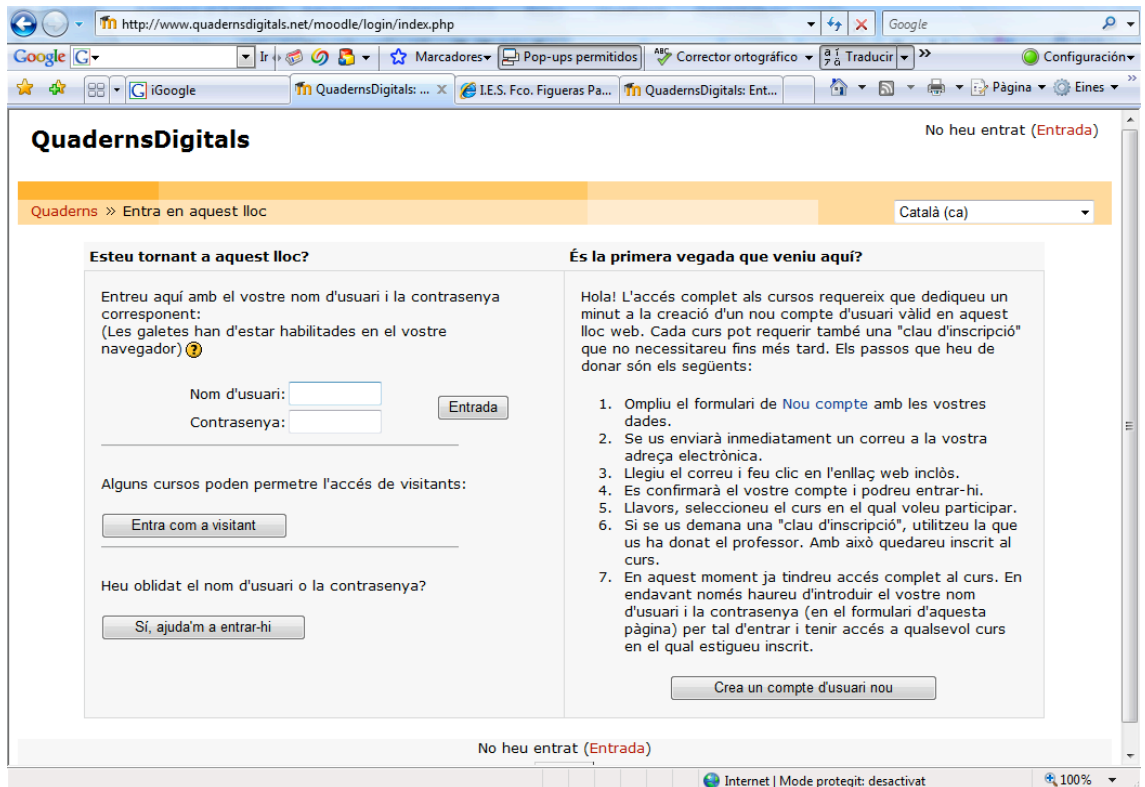 http://www.quadernsdigitals.net/moodle/login/index.php
Google
Google G Ir Marcadores Pop-ups permitidos Corrector ortográfico Traducir » Configuración
iGoogle QuadernsDigitals: ... I.E.S. Fco. Figueras Pa... QuadernsDigitals: Ent... Pàgina Eines »
QuadernsDigitals
No heu entrat (Entrada)
Quaderns » Entra en aquest lloc
Català (ca)
Esteu tornant a aquest lloc?
Entreu aquí amb el vostre nom d'usuari i la contrasenya
corresponent:
(Les galetes han d'estar habilitades en el vostre
navegador) ?
Nom d'usuari:
Contrasenya:
Entrada
Alguns cursos poden permetre l'accés de visitants:
Entra com a visitant
Heu oblidat el nom d'usuari o la contrasenya?
Sí, ajuda'm a entrar-hi
És la primera vegada que veniu aquí?
Hola! L'accés complet als cursos requereix que dediqueu un
minut a la creació d'un nou compte d'usuari vàlid en aquest
lloc web. Cada curs pot requerir també una "clau d'inscripció"
que no necessitareu fins més tard. Els passos que heu de
donar són els següents:
1. Ompliu el formulari de Nou compte amb les vostres
dades.
2. Se us enviarà inmediatament un correu a la vostra
adreça electrònica.
3. Llegiu el correu i feu clic en l'enllaç web inclòs.
4. Es confirmarà el vostre compte i podreu entrar-hi.
5. Llavors, seleccioneu el curs en el qual voleu participar.
6. Si se us demana una "clau d'inscripció", utilitzeu la que
us ha donat el professor. Amb això quedareu inscrit al
curs.
7. En aquest moment ja tindreu accés complet al curs. En
endavant només haureu d'introduir el vostre nom
d'usuari i la contrasenya (en el formulari d'aquesta
pàgina) per tal d'entrar i tenir accés a qualsevol curs
en el qual estigueu inscrit.
Crea un compte d'usuari nou
No heu entrat (Entrada)
Internet | Mode protegit: desactivat
100%